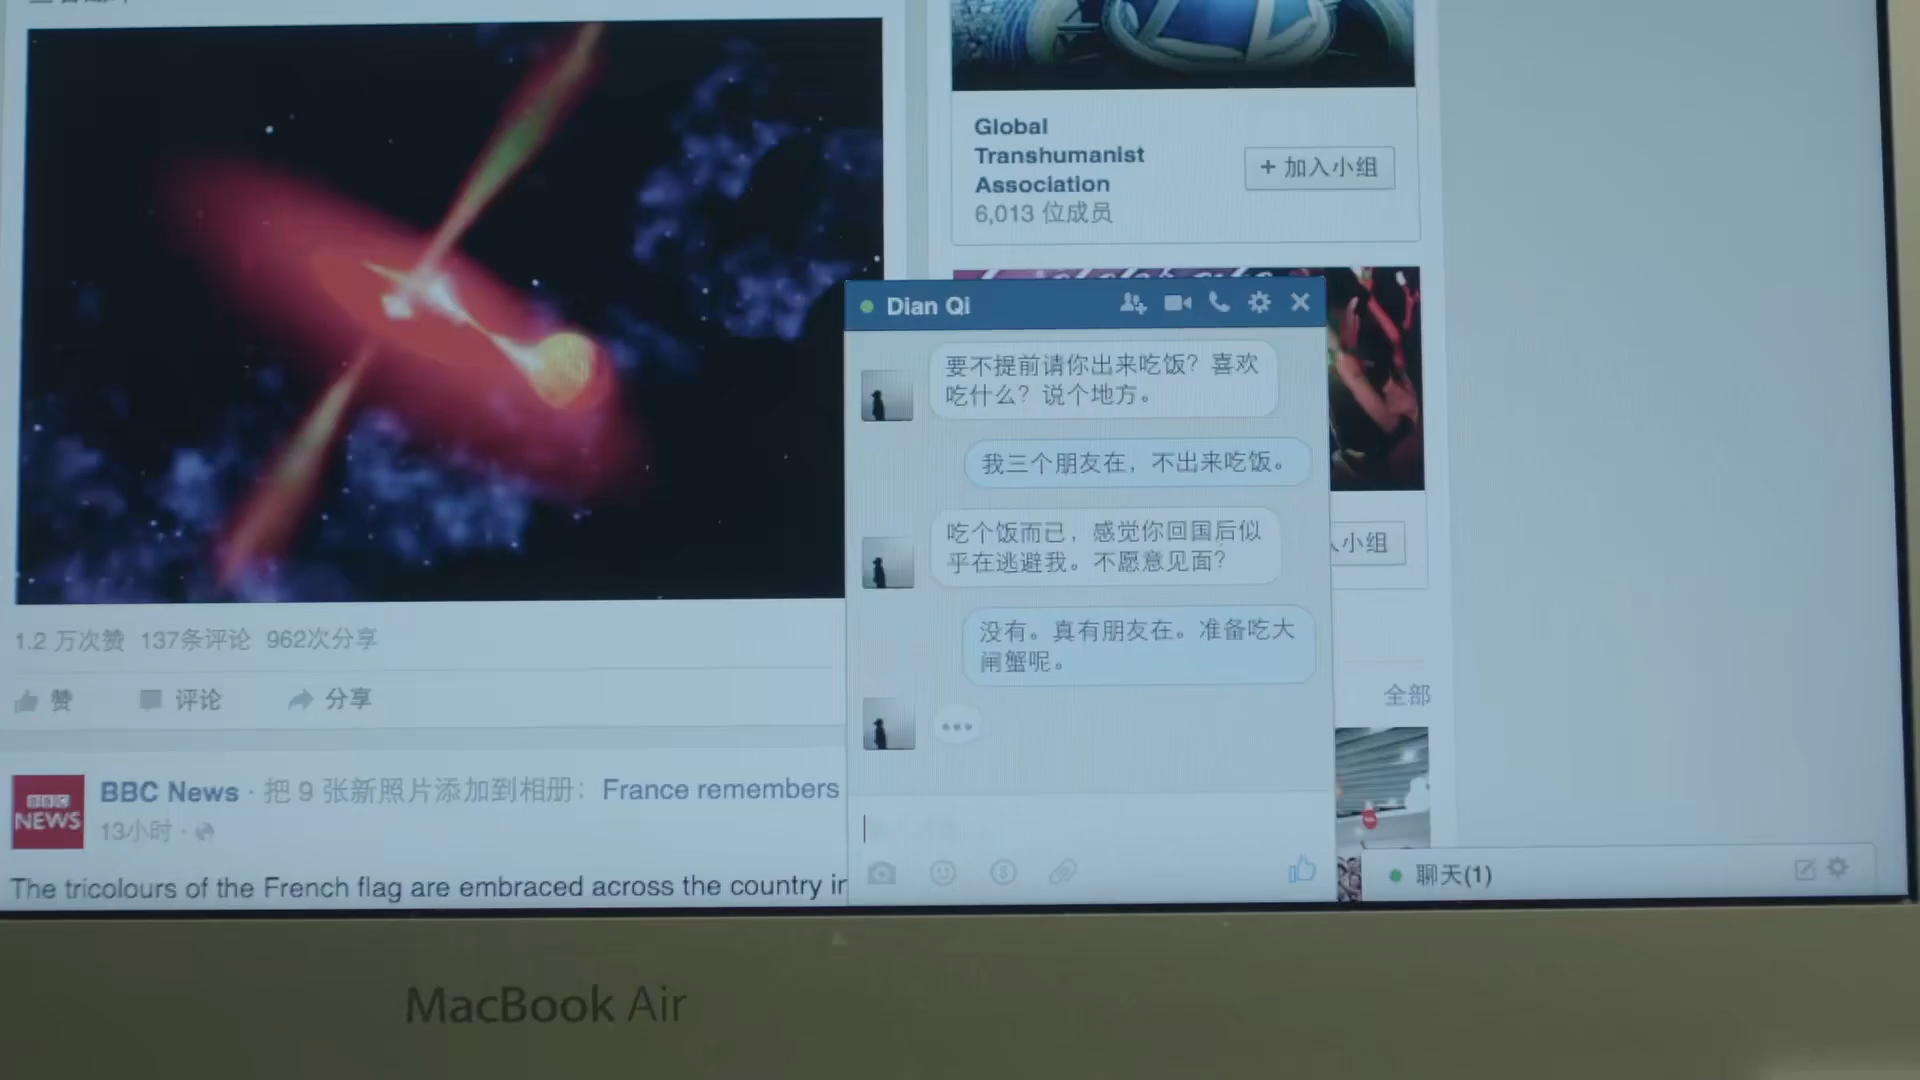 Global
Transhumanist
Association
6,013 位成员
+ 加入小组
Dian Qi
要不提前请你出来吃饭？喜欢
吃什么？说个地方。
我三个朋友在，不出来吃饭。
吃个饭而已，感觉你回国后似
乎在逃避我。不愿意见面？
小组
没有。真有朋友在。准备吃大
闸蟹呢。
1.2 万次赞 137条评论 962次分享
赞 评论 分享
全部
BBC NEWS
BBC News · 把 9 张新照片添加到相册： France remembers
13小时 ·
The tricolours of the French flag are embraced across the country in
聊天(1)
MacBook Air